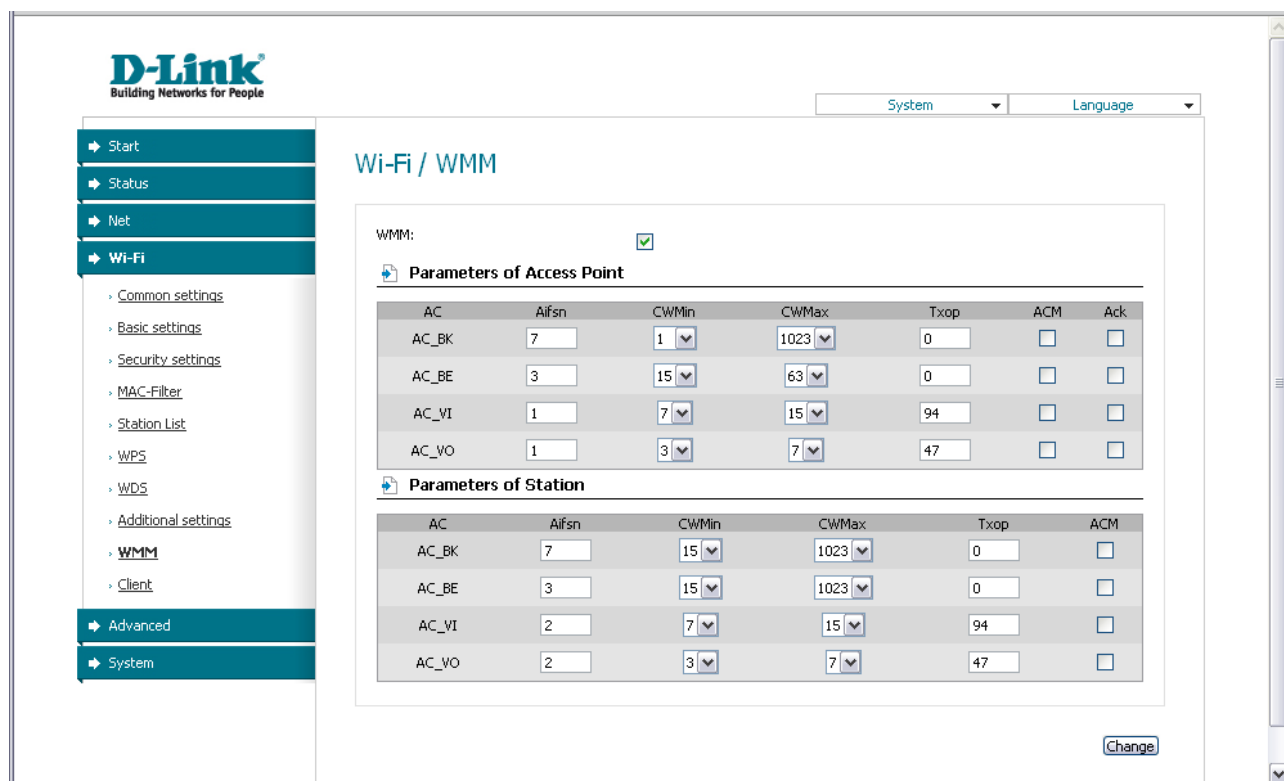 D-Link
Building Networks for People
System Language
Start
Status
Net
Wi-Fi
Common settings
Basic settings
Security settings
MAC-Filter
Station List
WPS
WDS
Additional settings
WMM
Client
Advanced
System
Wi-Fi / WMM
WMM:
Parameters of Access Point
AC Aifsn CWMin CWMax Txop ACM Ack
AC_BK 7 1 1023 0
AC_BE 3 15 63 0
AC_VI 1 7 15 94
AC_VO 1 3 7 47
Parameters of Station
AC Aifsn CWMin CWMax Txop ACM
AC_BK 7 15 1023 0
AC_BE 3 15 1023 0
AC_VI 2 7 15 94
AC_VO 2 3 7 47
Change